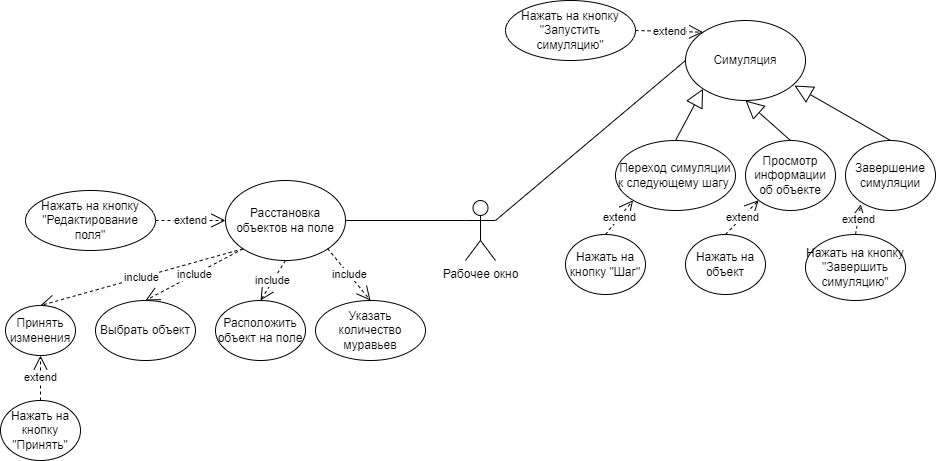 Нажать на кнопку
"Запустить
симуляцию"
extend
Симуляция
Переход симуляции
к следующему шагу
Просмотр
информации
об объекте
Завершение
симуляции
extend
extend
extend
Нажать на
кнопку "Шаг"
Нажать на
объект
Нажать на кнопку
"Завершить
симуляцию"
Нажать на кнопку
"Редактирование
поля"
extend
Расстановка
объектов на поле
Рабочее окно
include
include
include
include
Принять
изменения
Выбрать объект
Расположить
объект на поле
Указать
количество
муравьев
extend
Нажать на
кнопку
"Принять"